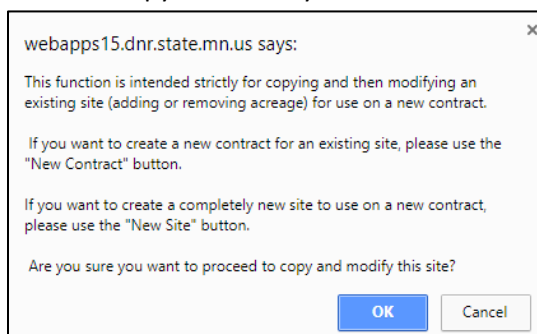 webapps15.dnr.state.mn.us says:
This function is intended strictly for copying and then modifying an
existing site (adding or removing acreage) for use on a new contract.
If you want to create a new contract for an existing site, please use the
"New Contract" button.
If you want to create a completely new site to use on a new contract,
please use the "New Site" button.
Are you sure you want to proceed to copy and modify this site?
OK Cancel